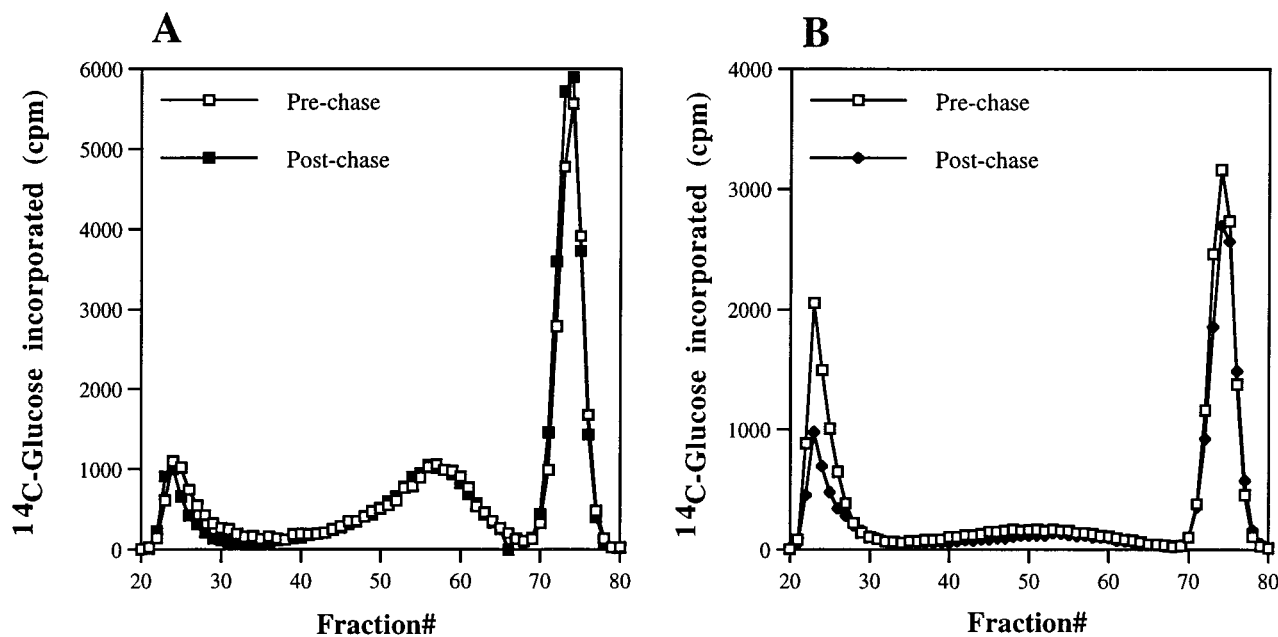 A
14C-Glucose incorporated (cpm)
6000
5000
4000
3000
2000
1000
0
Pre-chase
Post-chase
20 30 40 50 60 70 80
Fraction#
B
14C-Glucose incorporated (cpm)
4000
3000
2000
1000
0
Pre-chase
Post-chase
20 30 40 50 60 70 80
Fraction#